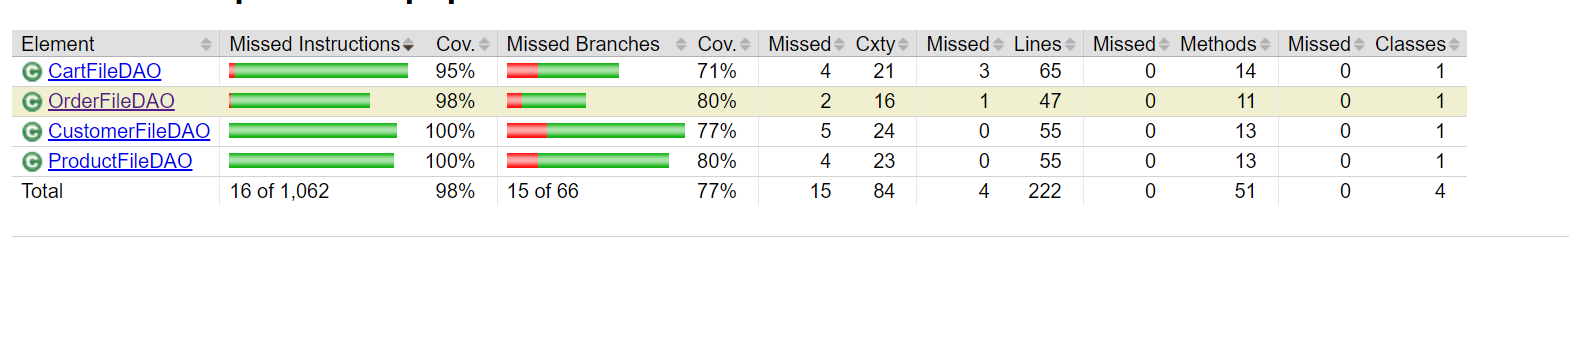 Element Missed Instructions Cov. Missed Branches Cov. Missed Cxty Missed Lines Missed Methods Missed Classes
C CartFileDAO 95% 71% 4 21 3 65 0 14 0 1
C OrderFileDAO 98% 80% 2 16 1 47 0 11 0 1
C CustomerFileDAO 100% 77% 5 24 0 55 0 13 0 1
C ProductFileDAO 100% 80% 4 23 0 55 0 13 0 1
Total 16 of 1,062 98% 15 of 66 77% 15 84 4 222 0 51 0 4